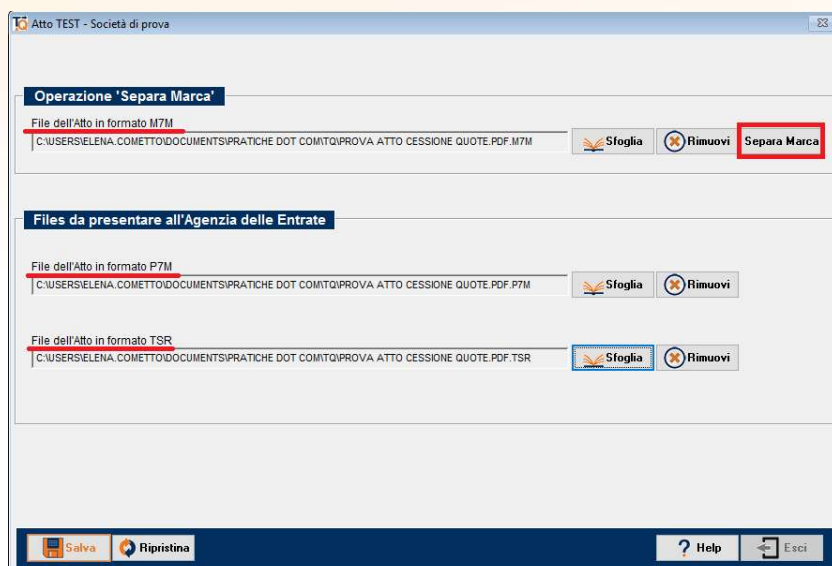 TQ Atto TEST - Società di prova
Operazione 'Separa Marca'
File dell'Atto in formato M7M
C:\USERS\ELENA.COMETTO\DOCUMENTS\PRATICHE DOT COM\TQ\PROVA ATTO CESSIONE QUOTE.PDF.M7M Sfoglia Rimuovi Separa Marca
Files da presentare all'Agenzia delle Entrate
File dell'Atto in formato P7M
C:\USERS\ELENA.COMETTO\DOCUMENTS\PRATICHE DOT COM\TQ\PROVA ATTO CESSIONE QUOTE.PDF.P7M Sfoglia Rimuovi
File dell'Atto in formato TSR
C:\USERS\ELENA.COMETTO\DOCUMENTS\PRATICHE DOT COM\TQ\PROVA ATTO CESSIONE QUOTE.PDF.TSR Sfoglia Rimuovi
Salva Ripristina ? Help Esci